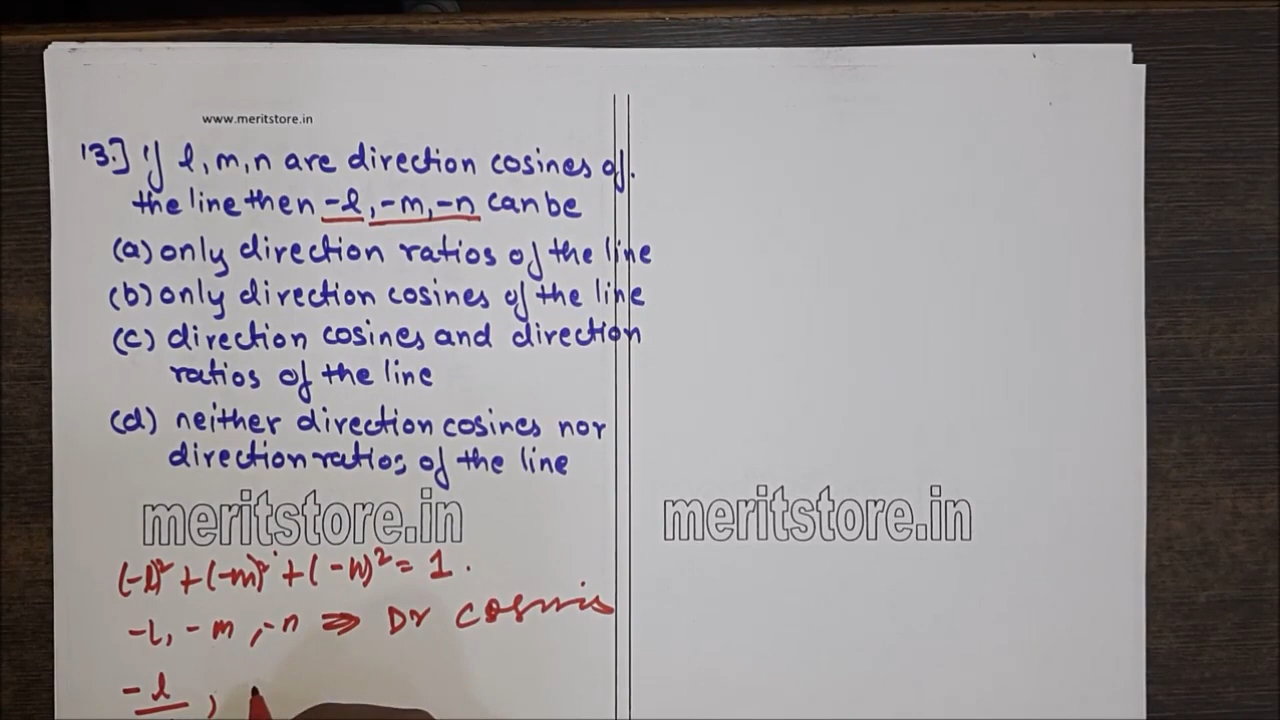 www.meritstore.in
13.] If l, m, n are direction cosines of
the line then -l, -m, -n can be
(a) only direction ratios of the line
(b) only direction cosines of the line
(c) direction cosines and direction
ratios of the line
(d) neither direction cosines nor
direction ratios of the line
meritstore.in meritstore.in
(-l)² + (-m)² + (-n)² = 1.
-l, -m, -n ⇒ Dr cosines
-l ,